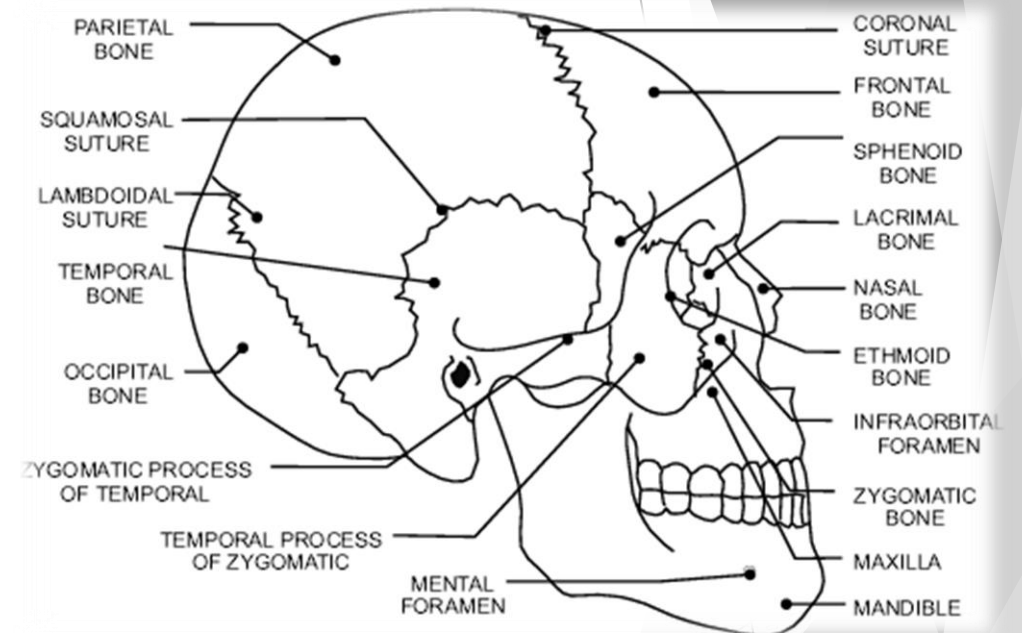 PARIETAL
BONE
SQUAMOSAL
SUTURE
LAMBDOIDAL
SUTURE
TEMPORAL
BONE
OCCIPITAL
BONE
ZYGOMATIC PROCESS
OF TEMPORAL
TEMPORAL PROCESS
OF ZYGOMATIC
MENTAL
FORAMEN
CORONAL
SUTURE
FRONTAL
BONE
SPHENOID
BONE
LACRIMAL
BONE
NASAL
BONE
ETHMOID
BONE
INFRAORBITAL
FORAMEN
ZYGOMATIC
BONE
MAXILLA
MANDIBLE